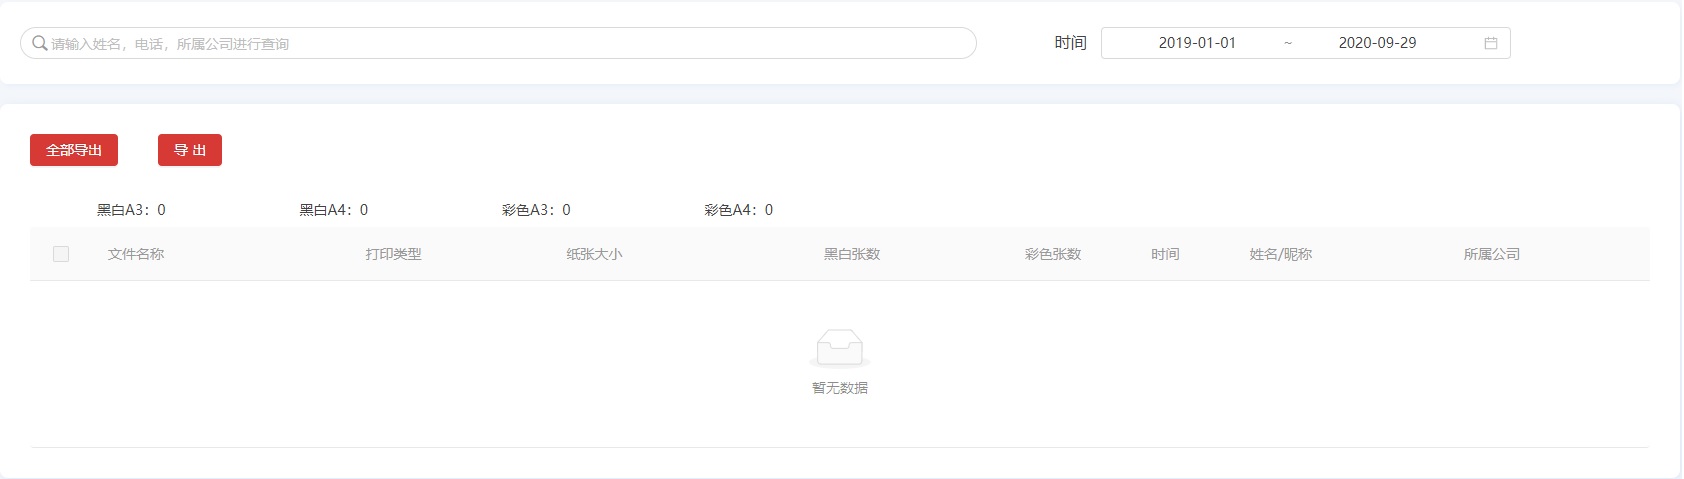 请输入姓名，电话，所属公司进行查询 时间 2019-01-01 ~ 2020-09-29
全部导出 导 出
黑白A3：0 黑白A4：0 彩色A3：0 彩色A4：0
文件名称 打印类型 纸张大小 黑白张数 彩色张数 时间 姓名/昵称 所属公司
暂无数据